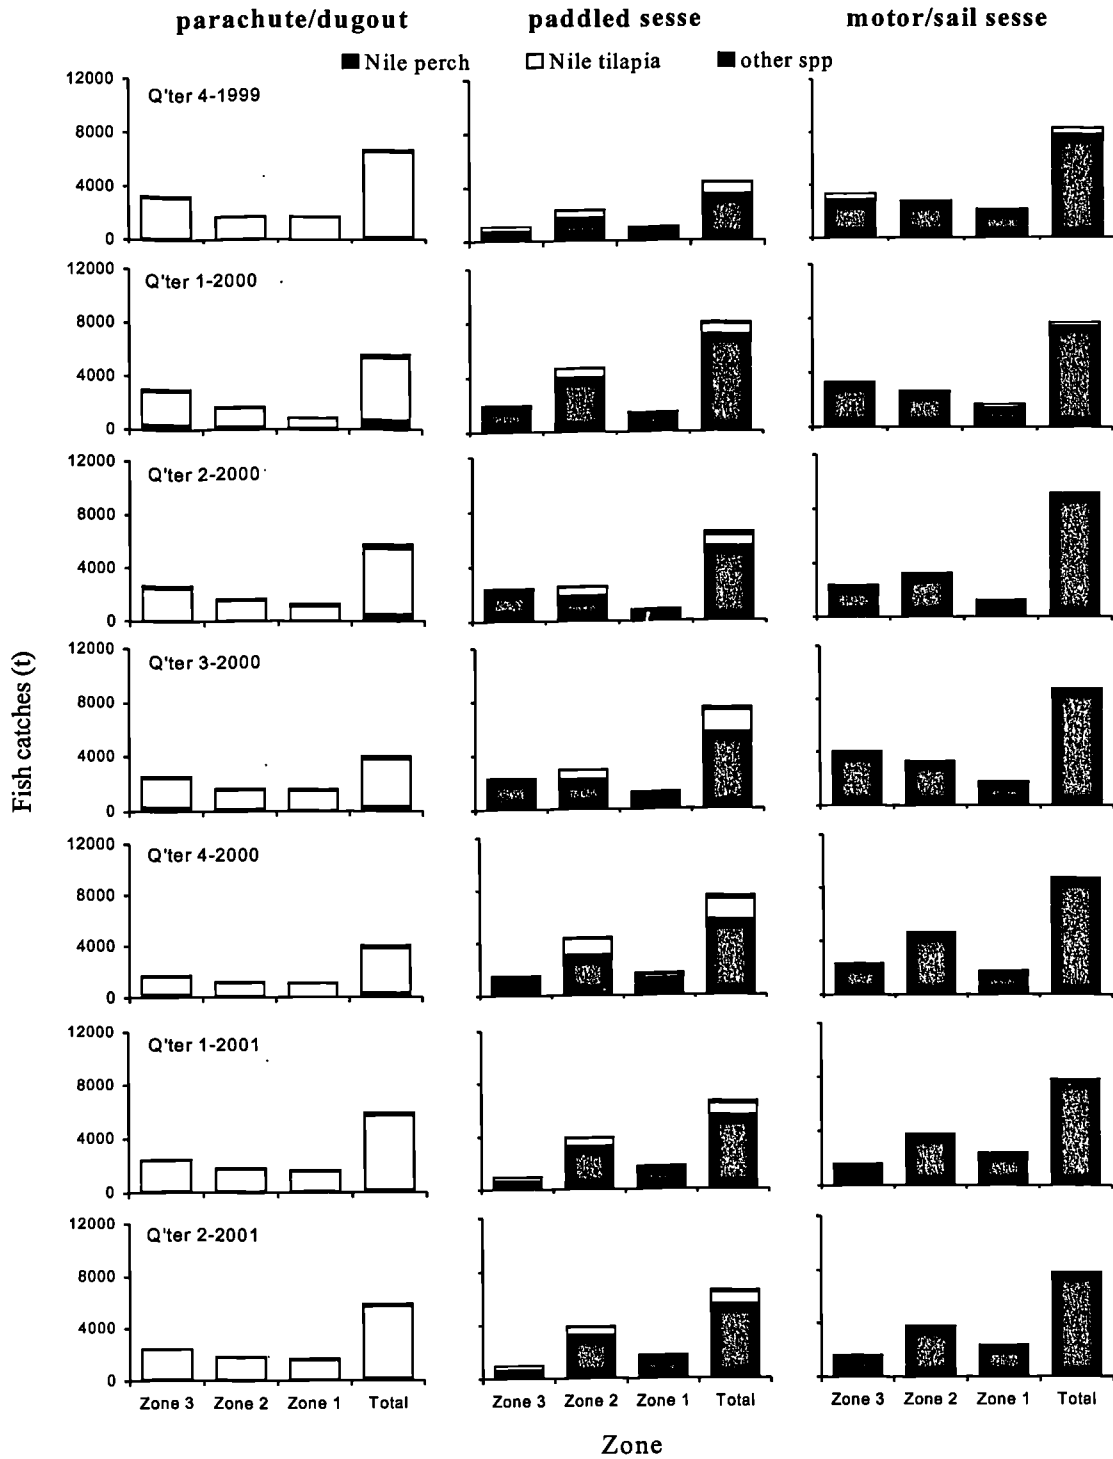 parachute/dugout paddled sesse motor/sail sesse
Nile perch Nile tilapia other spp
12000
Q'ter 4-1999
8000
4000
0
12000
Q'ter 1-2000
8000
4000
0
12000
Q'ter 2-2000
8000
4000
0
12000
Q'ter 3-2000
8000
4000
0
12000
Q'ter 4-2000
8000
4000
0
12000
Q'ter 1-2001
8000
4000
0
12000
Q'ter 2-2001
8000
4000
0
Fish catches (t)
Zone 3 Zone 2 Zone 1 Total Zone 3 Zone 2 Zone 1 Total Zone 3 Zone 2 Zone 1 Total
Zone